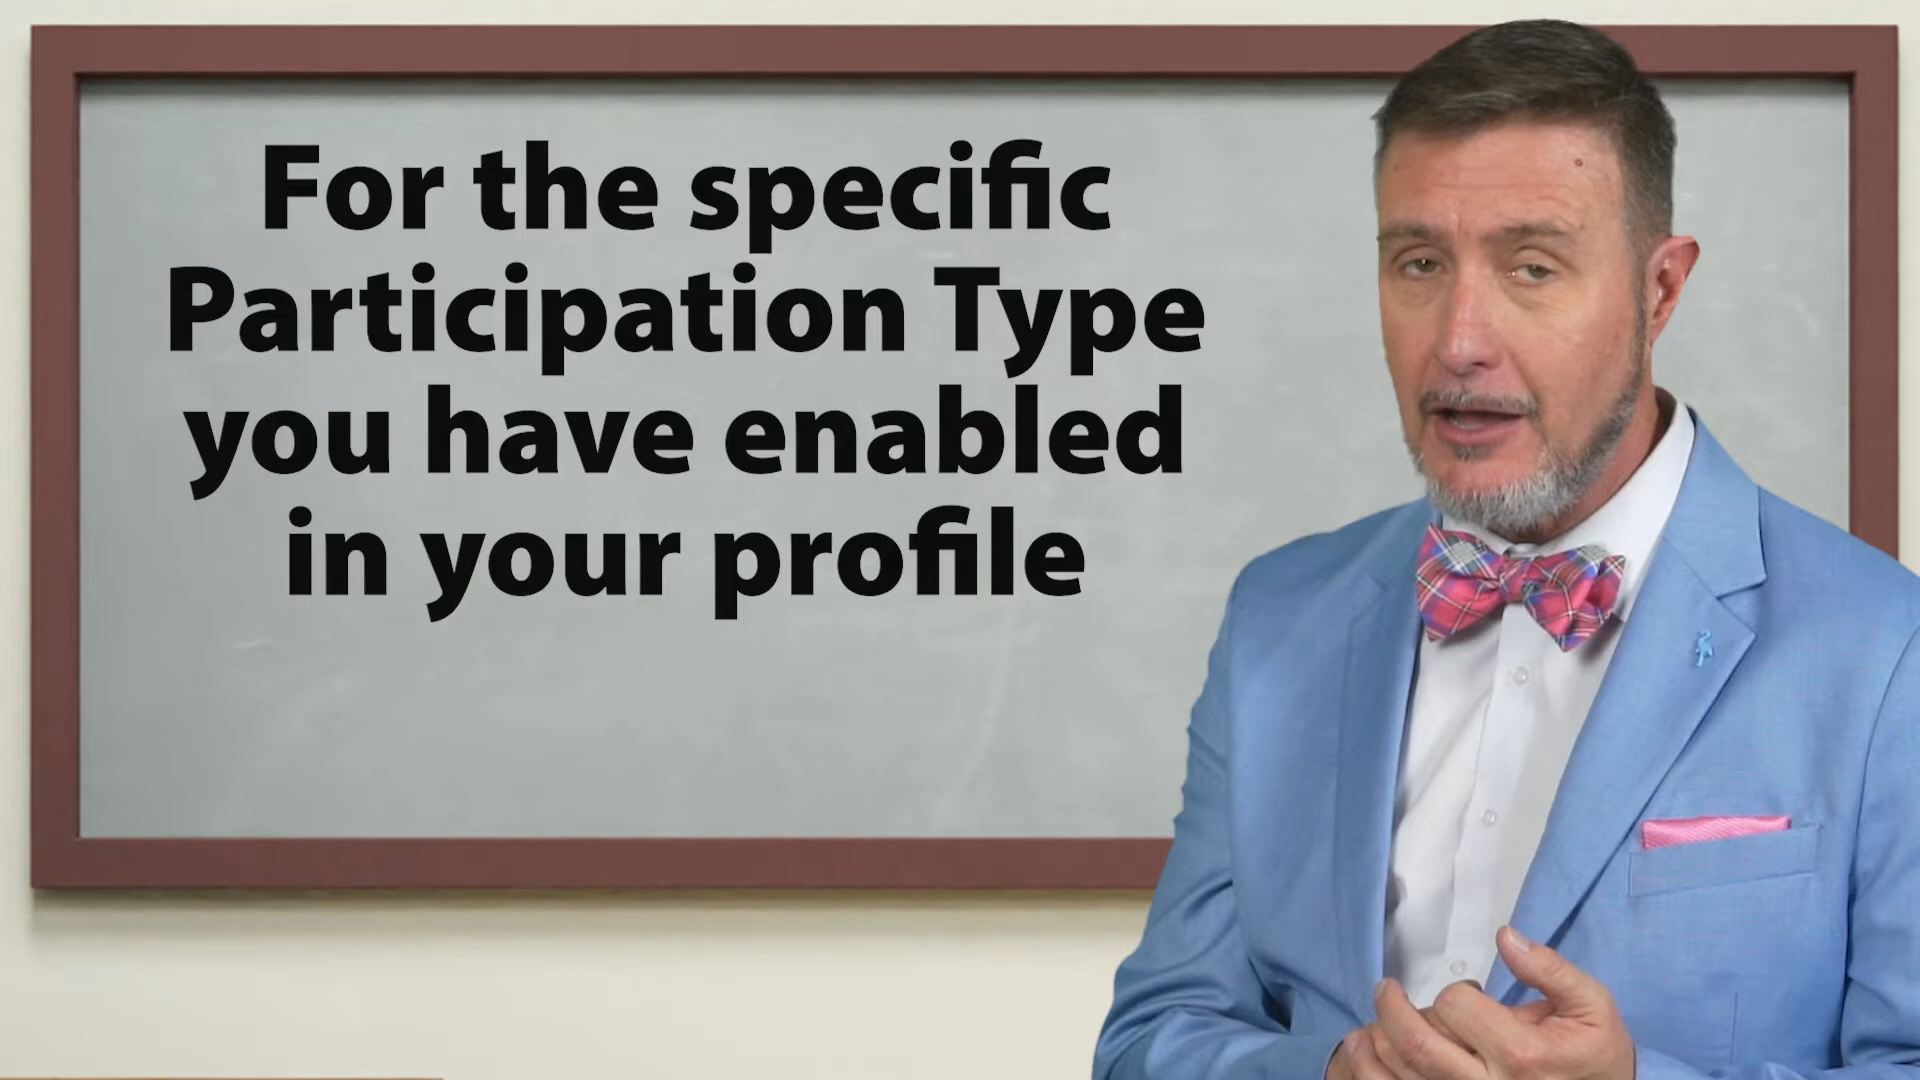 For the specific
Participation Type
you have enabled
in your profile